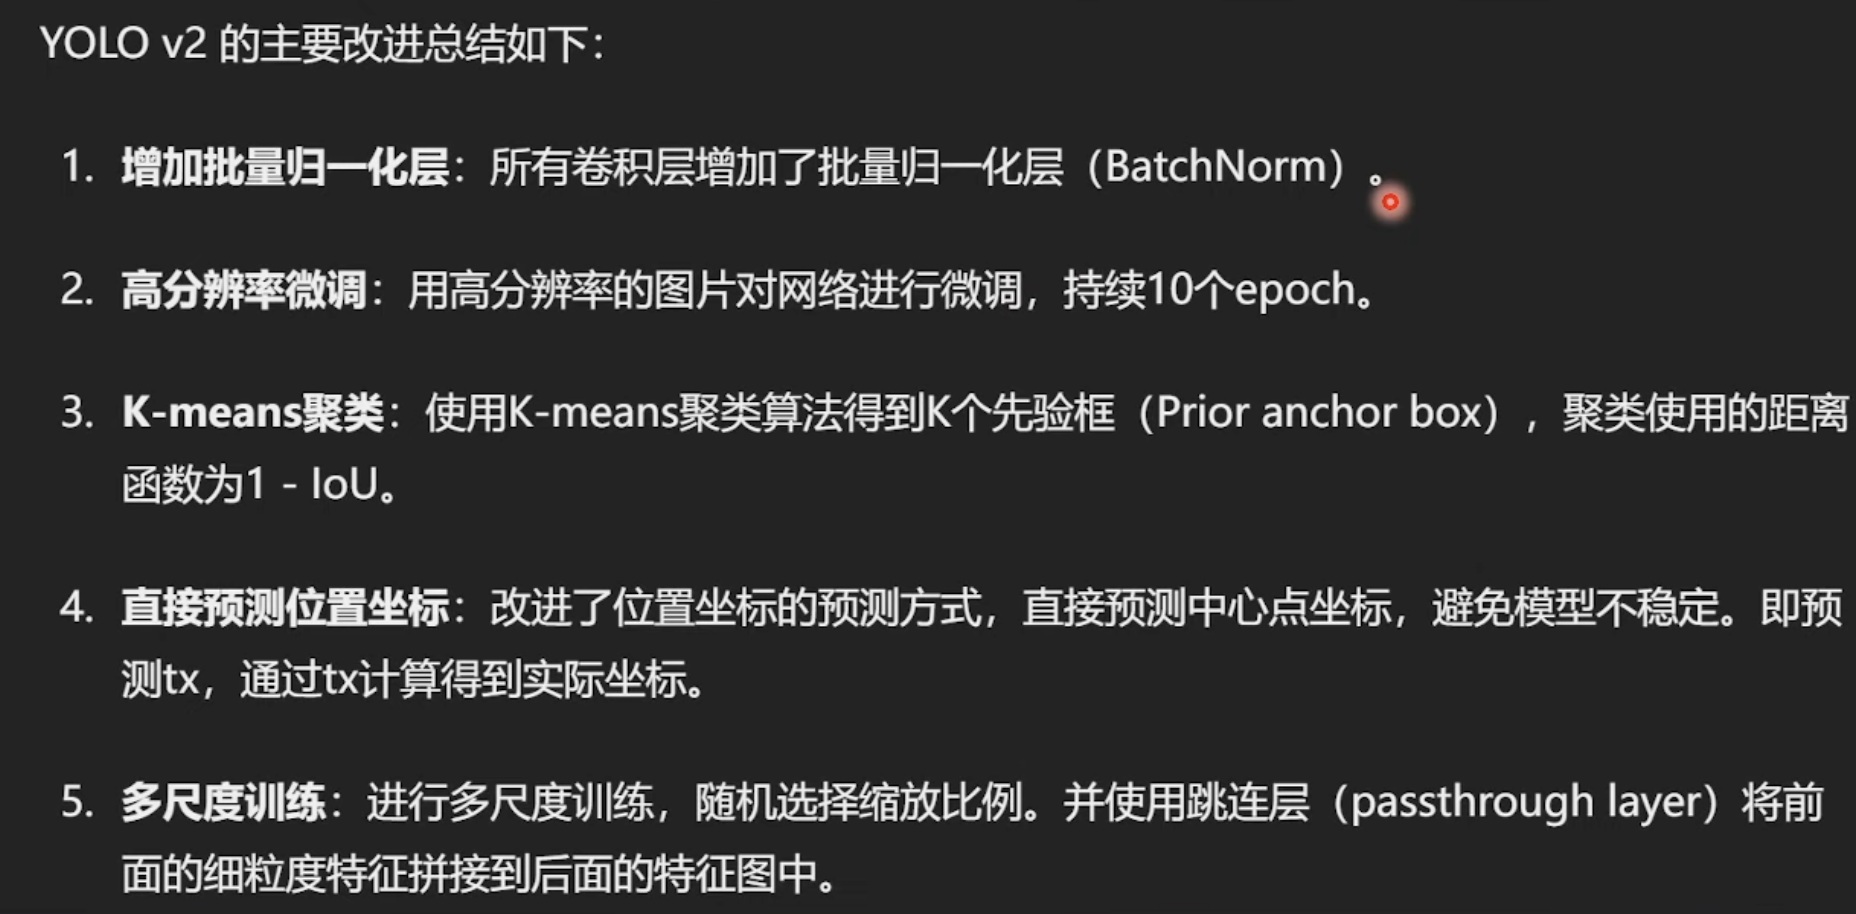 YOLO v2 的主要改进总结如下：
1. 增加批量归一化层：所有卷积层增加了批量归一化层（BatchNorm）。
2. 高分辨率微调：用高分辨率的图片对网络进行微调，持续10个epoch。
3. K-means聚类：使用K-means聚类算法得到K个先验框（Prior anchor box），聚类使用的距离
函数为1 - IoU。
4. 直接预测位置坐标：改进了位置坐标的预测方式，直接预测中心点坐标，避免模型不稳定。即预
测tx，通过tx计算得到实际坐标。
5. 多尺度训练：进行多尺度训练，随机选择缩放比例。并使用跳连层（passthrough layer）将前
面的细粒度特征拼接到后面的特征图中。